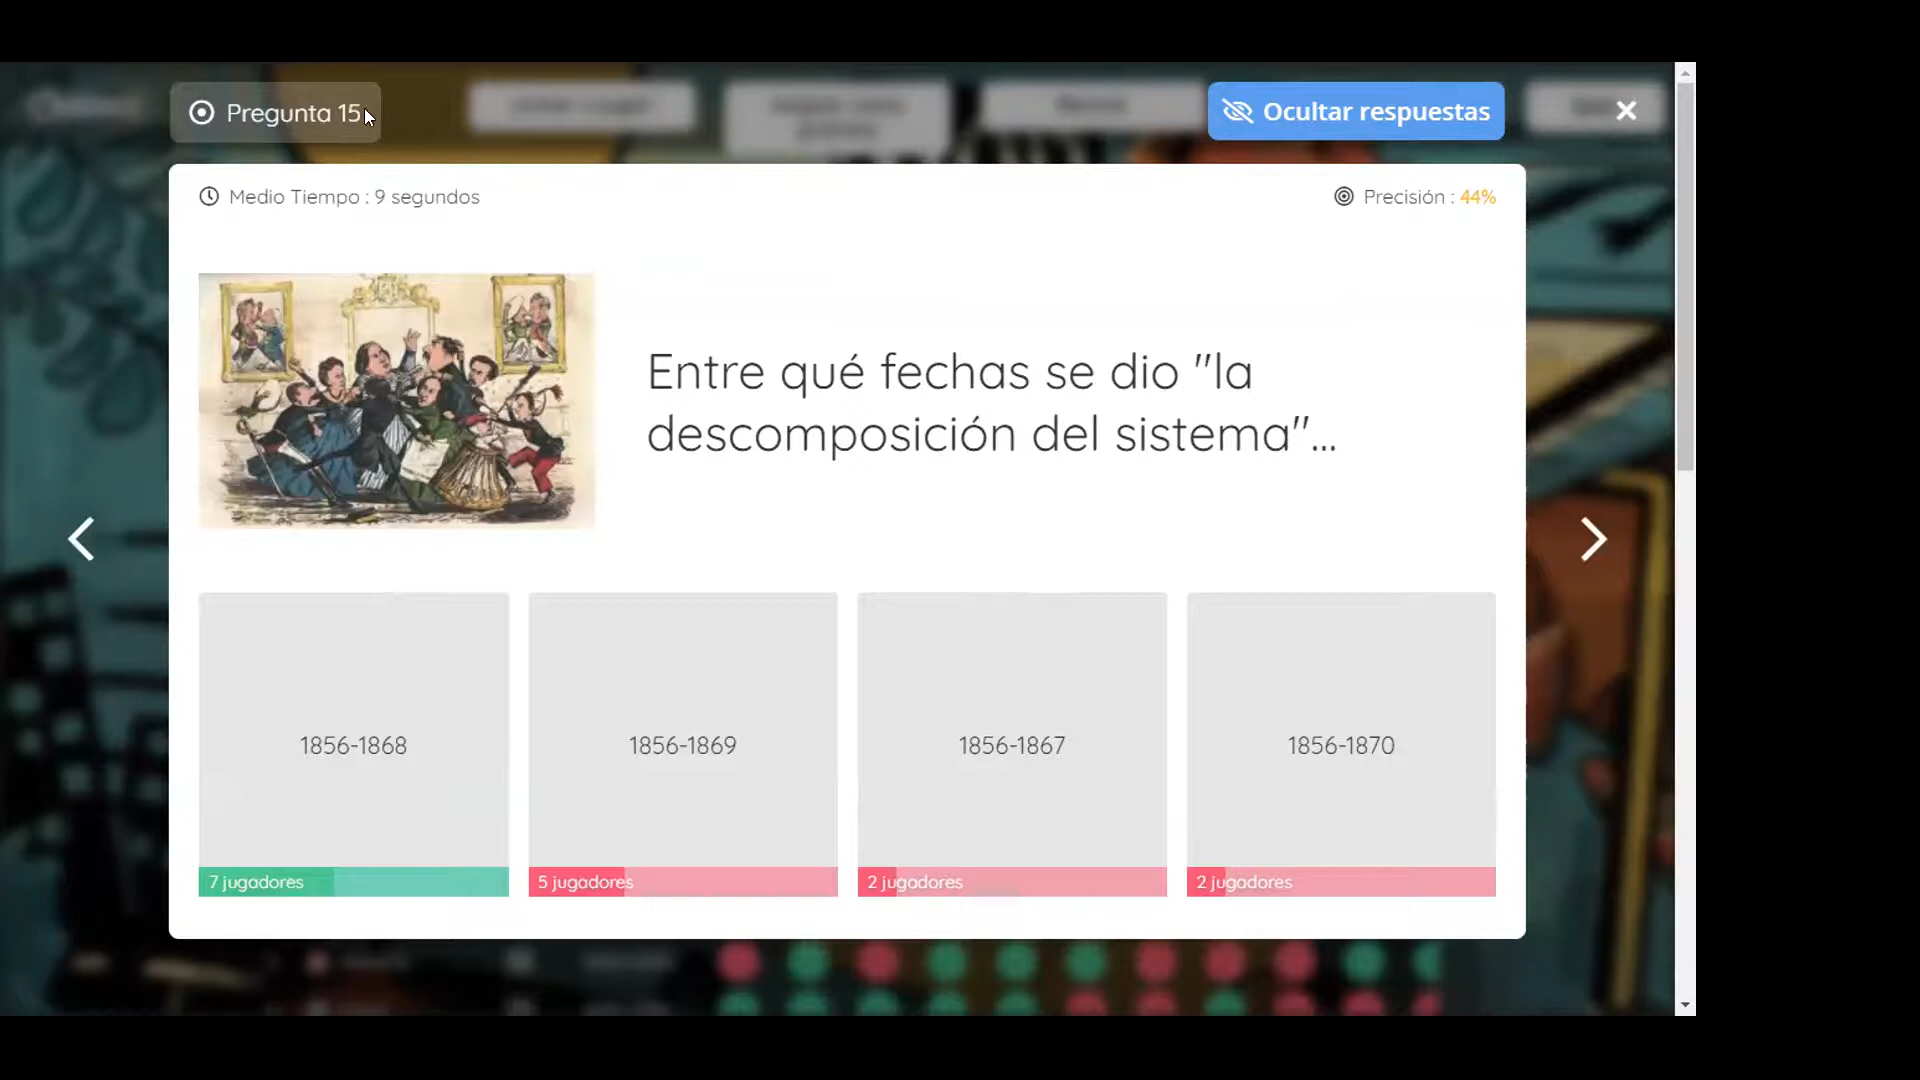 Pregunta 15
Ocultar respuestas
Medio Tiempo : 9 segundos
Precisión : 44%
Entre qué fechas se dio "la
descomposición del sistema"...
1856-1868
1856-1869
1856-1867
1856-1870
7 jugadores
5 jugadores
2 jugadores
2 jugadores